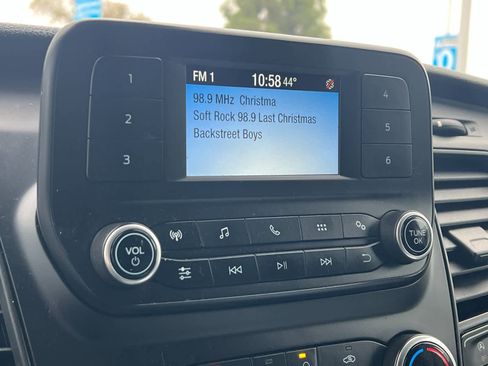 FM 1 10:58 44°
98.9 MHz Christma
Soft Rock 98.9 Last Christmas
Backstreet Boys
1
2
3
4
5
6
VOL
TUNE
OK